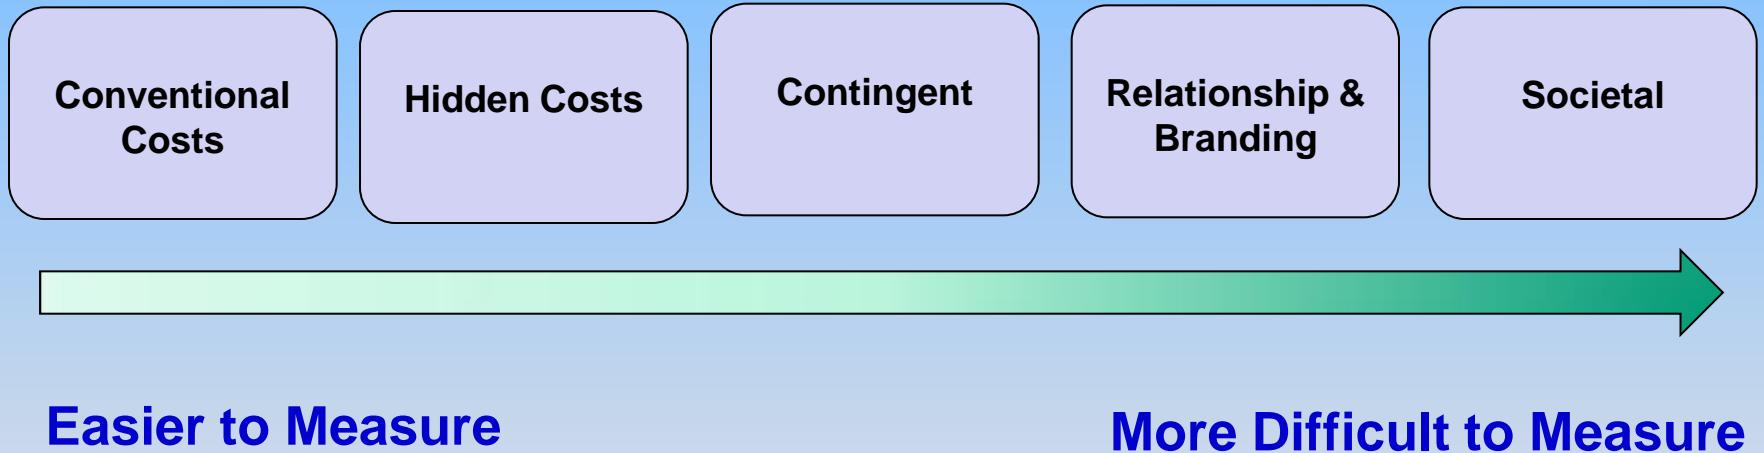 Conventional
Costs
Hidden Costs
Contingent
Relationship &
Branding
Societal
Easier to Measure
More Difficult to Measure